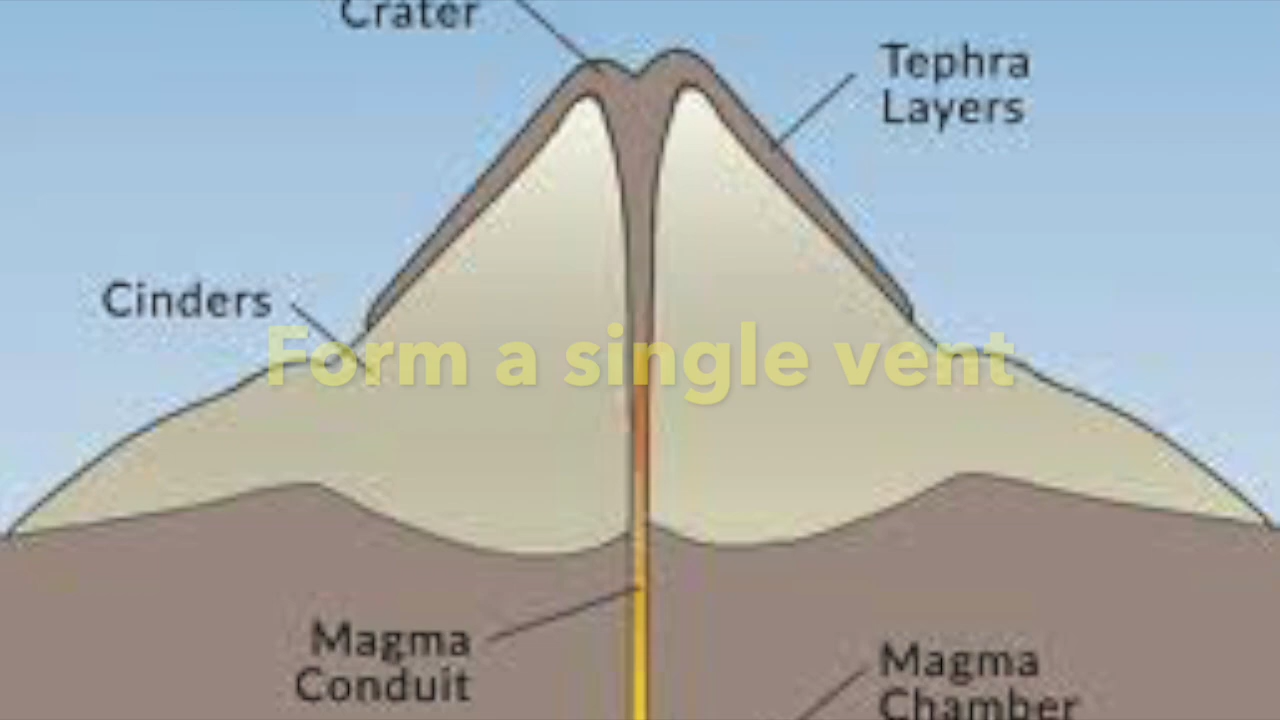 Crater
Tephra
Layers
Cinders
Form a single vent
Magma
Conduit
Magma
Chamber